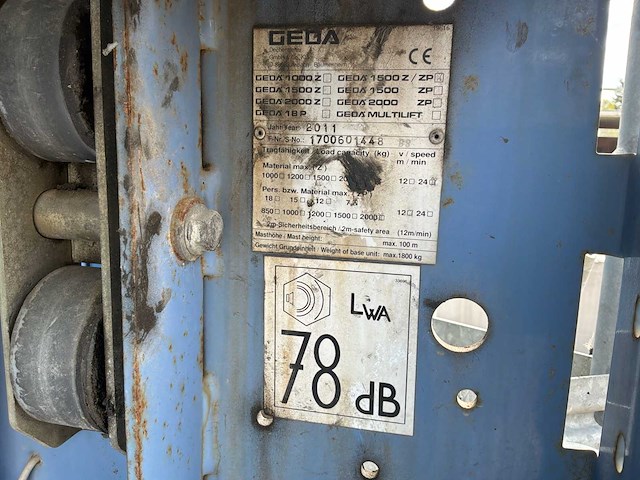 GEDA
CE
GEDA 1000 Z GEDA 1500 Z/ZP
GEDA 1500 Z GEDA 1500 ZP
GEDA 2000 Z GEDA 2000 ZP
GEDA 18 P GEDA MULTILIFT
Jahr/Year: 2011
F-Nr./S-No.: 1700601448
Tragfähigkeit / Load capacity (kg) v / speed
m / min
Material max.
1000 1200 1500 12 24
Pers. bzw. Material max.
18 15 12 7
850 1000 1200 1500 2000 12 24
2m-Sicherheitsbereich / 2m-safety area (12m/min)
Masthöhe / Mast height: max. 100 m
Gewicht Grundeinheit / Weight of base unit: max.1800 kg
LWA
78 dB